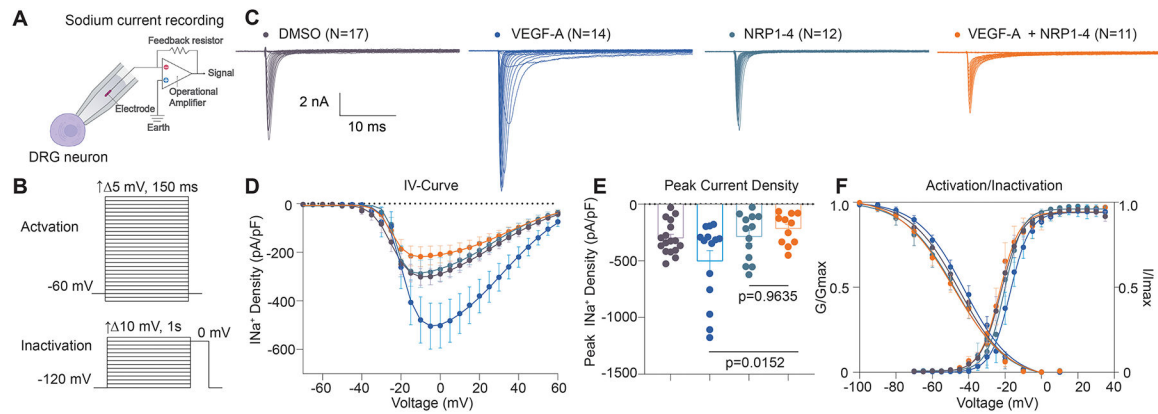 A
Sodium current recording
Feedback resistor
Signal
Operational
Amplifier
Electrode
Earth
DRG neuron
B
↑Δ5 mV, 150 ms
Actvation
-60 mV
↑Δ10 mV, 1s
0 mV
Inactivation
-120 mV
C
DMSO (N=17)
VEGF-A (N=14)
NRP1-4 (N=12)
VEGF-A + NRP1-4 (N=11)
2 nA
10 ms
D
IV-Curve
INa⁺ Density (pA/pF)
0
-200
-400
-600
-60 -40 -20 0 20 40 60
Voltage (mV)
E
Peak Current Density
Peak INa⁺ Density (pA/pF)
0
-500
-1000
-1500
p=0.9635
p=0.0152
F
Activation/Inactivation
G/Gmax
1.0
0.5
0
1.0
0.5
0
I/Imax
-100 -80 -60 -40 -20 0 20 40
Voltage (mV)